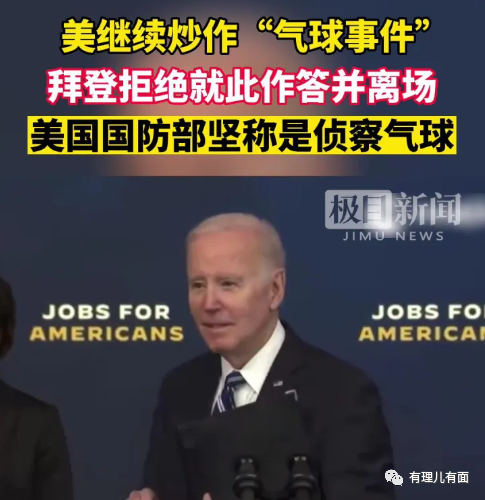 美继续炒作“气球事件”
拜登拒绝就此作答并离场
美国国防部坚称是侦察气球
极目新闻
JIMU NEWS
JOBS FOR
AMERICANS
JOBS FOR
AMERICAN
有理儿有面